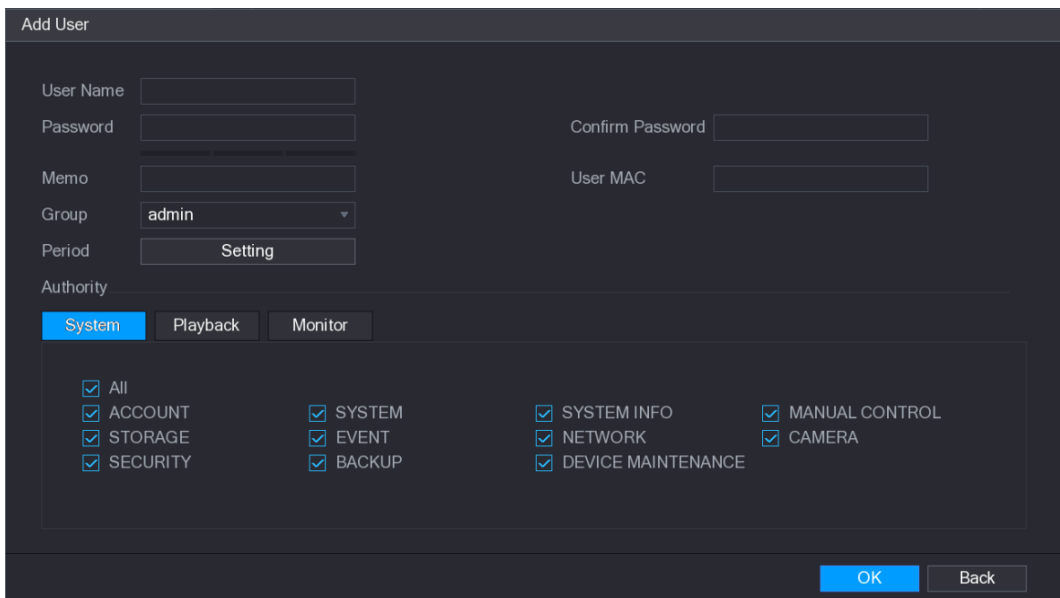 Add User
User Name
Password Confirm Password
Memo User MAC
Group admin
Period Setting
Authority
System Playback Monitor
All
ACCOUNT SYSTEM SYSTEM INFO MANUAL CONTROL
STORAGE EVENT NETWORK CAMERA
SECURITY BACKUP DEVICE MAINTENANCE
OK Back